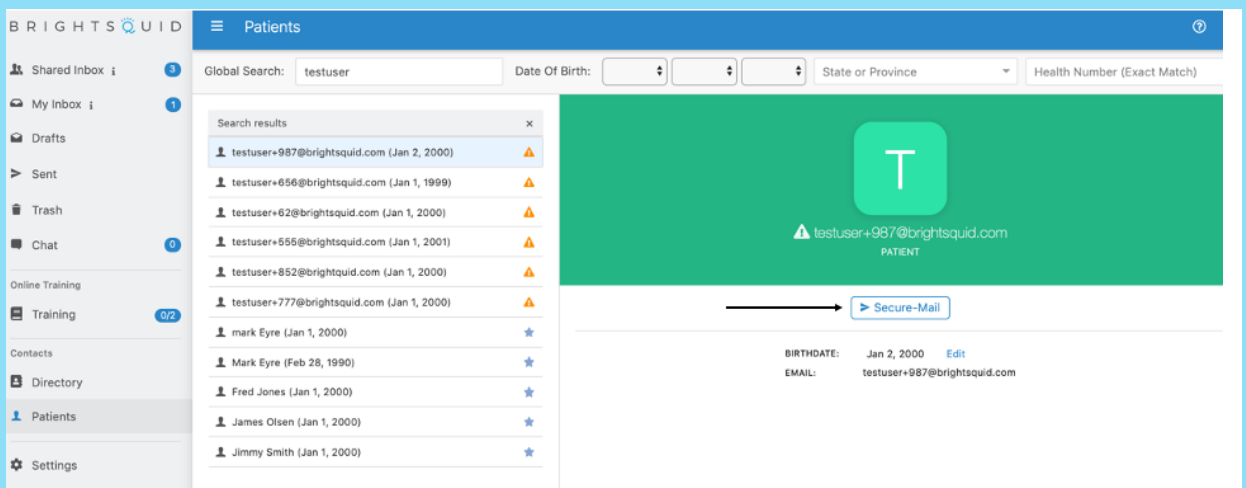 BRIGHTSQUID
Patients
Shared Inbox i 3
My Inbox i 1
Drafts
Sent
Trash
Chat 0
Online Training
Training 0/2
Contacts
Directory
Patients
Settings
Global Search: testuser
Date Of Birth:
State or Province
Health Number (Exact Match)
Search results ×
testuser+987@brightsquid.com (Jan 2, 2000)
testuser+656@brightsquid.com (Jan 1, 1999)
testuser+62@brightsquid.com (Jan 1, 2000)
testuser+555@brightsquid.com (Jan 1, 2001)
testuser+852@brightquid.com (Jan 1, 2000)
testuser+777@brightsquid.com (Jan 1, 2000)
mark Eyre (Jan 1, 2000)
Mark Eyre (Feb 28, 1990)
Fred Jones (Jan 1, 2000)
James Olsen (Jan 1, 2000)
Jimmy Smith (Jan 1, 2000)
T
testuser+987@brightsquid.com
PATIENT
Secure-Mail
BIRTHDATE: Jan 2, 2000 Edit
EMAIL: testuser+987@brightsquid.com